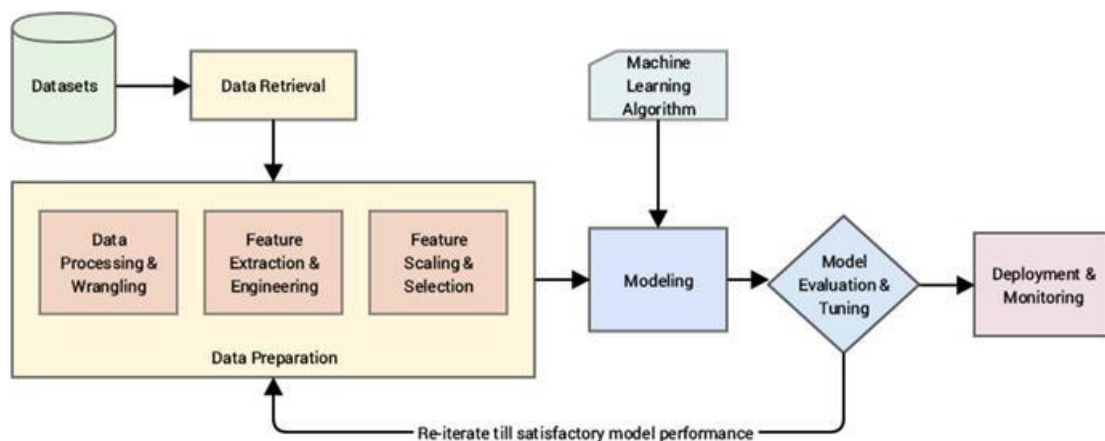 Datasets
Data Retrieval
Machine
Learning
Algorithm
Data
Processing &
Wrangling
Feature
Extraction &
Engineering
Feature
Scaling &
Selection
Data Preparation
Modeling
Model
Evaluation &
Tuning
Deployment &
Monitoring
Re-iterate till satisfactory model performance